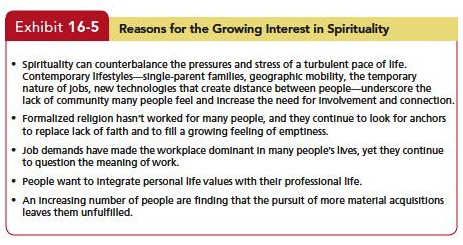 Exhibit 16-5 Reasons for the Growing Interest in Spirituality
• Spirituality can counterbalance the pressures and stress of a turbulent pace of life.
Contemporary lifestyles—single-parent families, geographic mobility, the temporary
nature of jobs, new technologies that create distance between people—underscore the
lack of community many people feel and increase the need for involvement and connection.
• Formalized religion hasn't worked for many people, and they continue to look for anchors
to replace lack of faith and to fill a growing feeling of emptiness.
• Job demands have made the workplace dominant in many people's lives, yet they continue
to question the meaning of work.
• People want to integrate personal life values with their professional life.
• An increasing number of people are finding that the pursuit of more material acquisitions
leaves them unfulfilled.